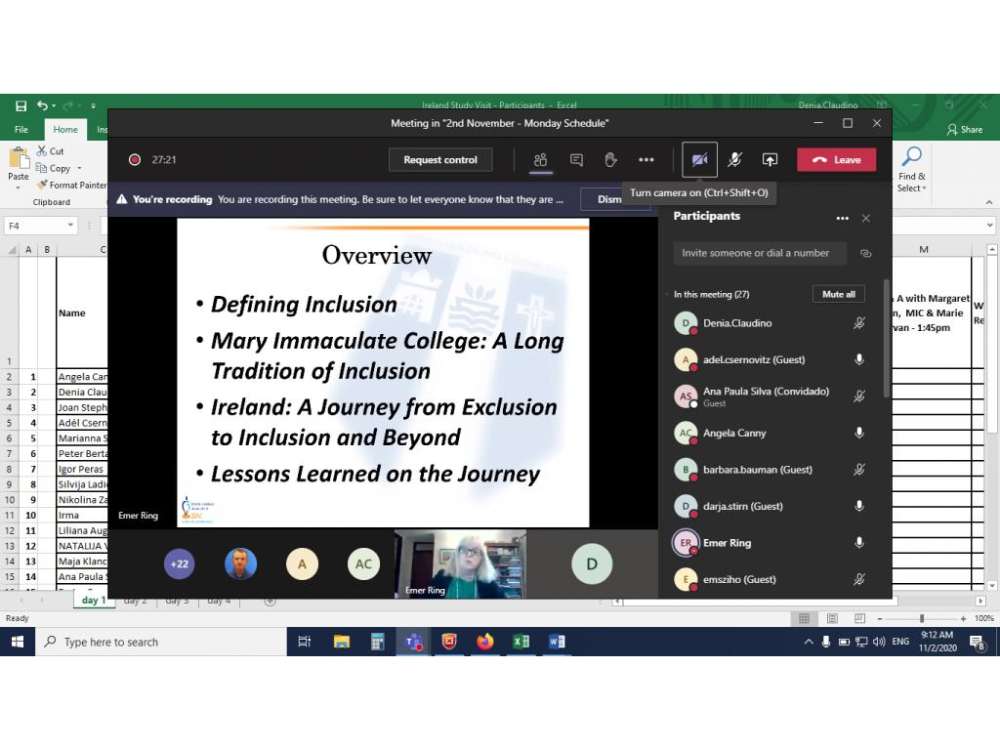 Ireland Study Visit - Participants - Excel
Denia.Claudino
File
Home
Ins
Share
Meeting in "2nd November - Monday Schedule"
27:21
Request control
Leave
Turn camera on (Ctrl+Shift+O)
Cut
Copy
Format Painter
Paste
Clipboard
Find &
Select
You're recording You are recording this meeting. Be sure to let everyone know that they are ...
Dism
F4
A B C
M
Name
Overview
• Defining Inclusion
• Mary Immaculate College: A Long
Tradition of Inclusion
• Ireland: A Journey from Exclusion
to Inclusion and Beyond
• Lessons Learned on the Journey
Emer Ring
Participants
Invite someone or dial a number
In this meeting (27)
Mute all
D Denia.Claudino
A adel.csernovitz (Guest)
AS Ana Paula Silva (Convidado)
Guest
AC Angela Canny
B barbara.bauman (Guest)
D darja.stirn (Guest)
ER Emer Ring
E emsziho (Guest)
& A with Margaret
n, MIC & Marie
rvan - 1:45pm
W
Re
1
2 1 Angela Can
3 2 Denia Clau
4 3 Joan Steph
5 4 Adél Csern
6 5 Marianna S
7 6 Peter Berta
8 7 Igor Peras
9 8 Silvija Ladi
10 9 Nikolina Za
11 10 Irma
12 11 Liliana Aug
13 12 NATALIJA V
14 13 Maja Klanc
15 14 Ana Paula S
+22
A
AC
Emer Ring
D
day 1 day 2 day 3 day 4
Ready
100%
Type here to search
ENG
9:12 AM
11/2/2020
8